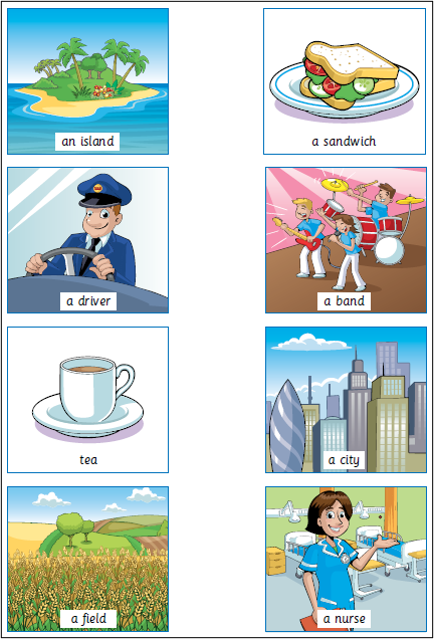 an island
a sandwich
a driver
a band
tea
a city
a field
a nurse